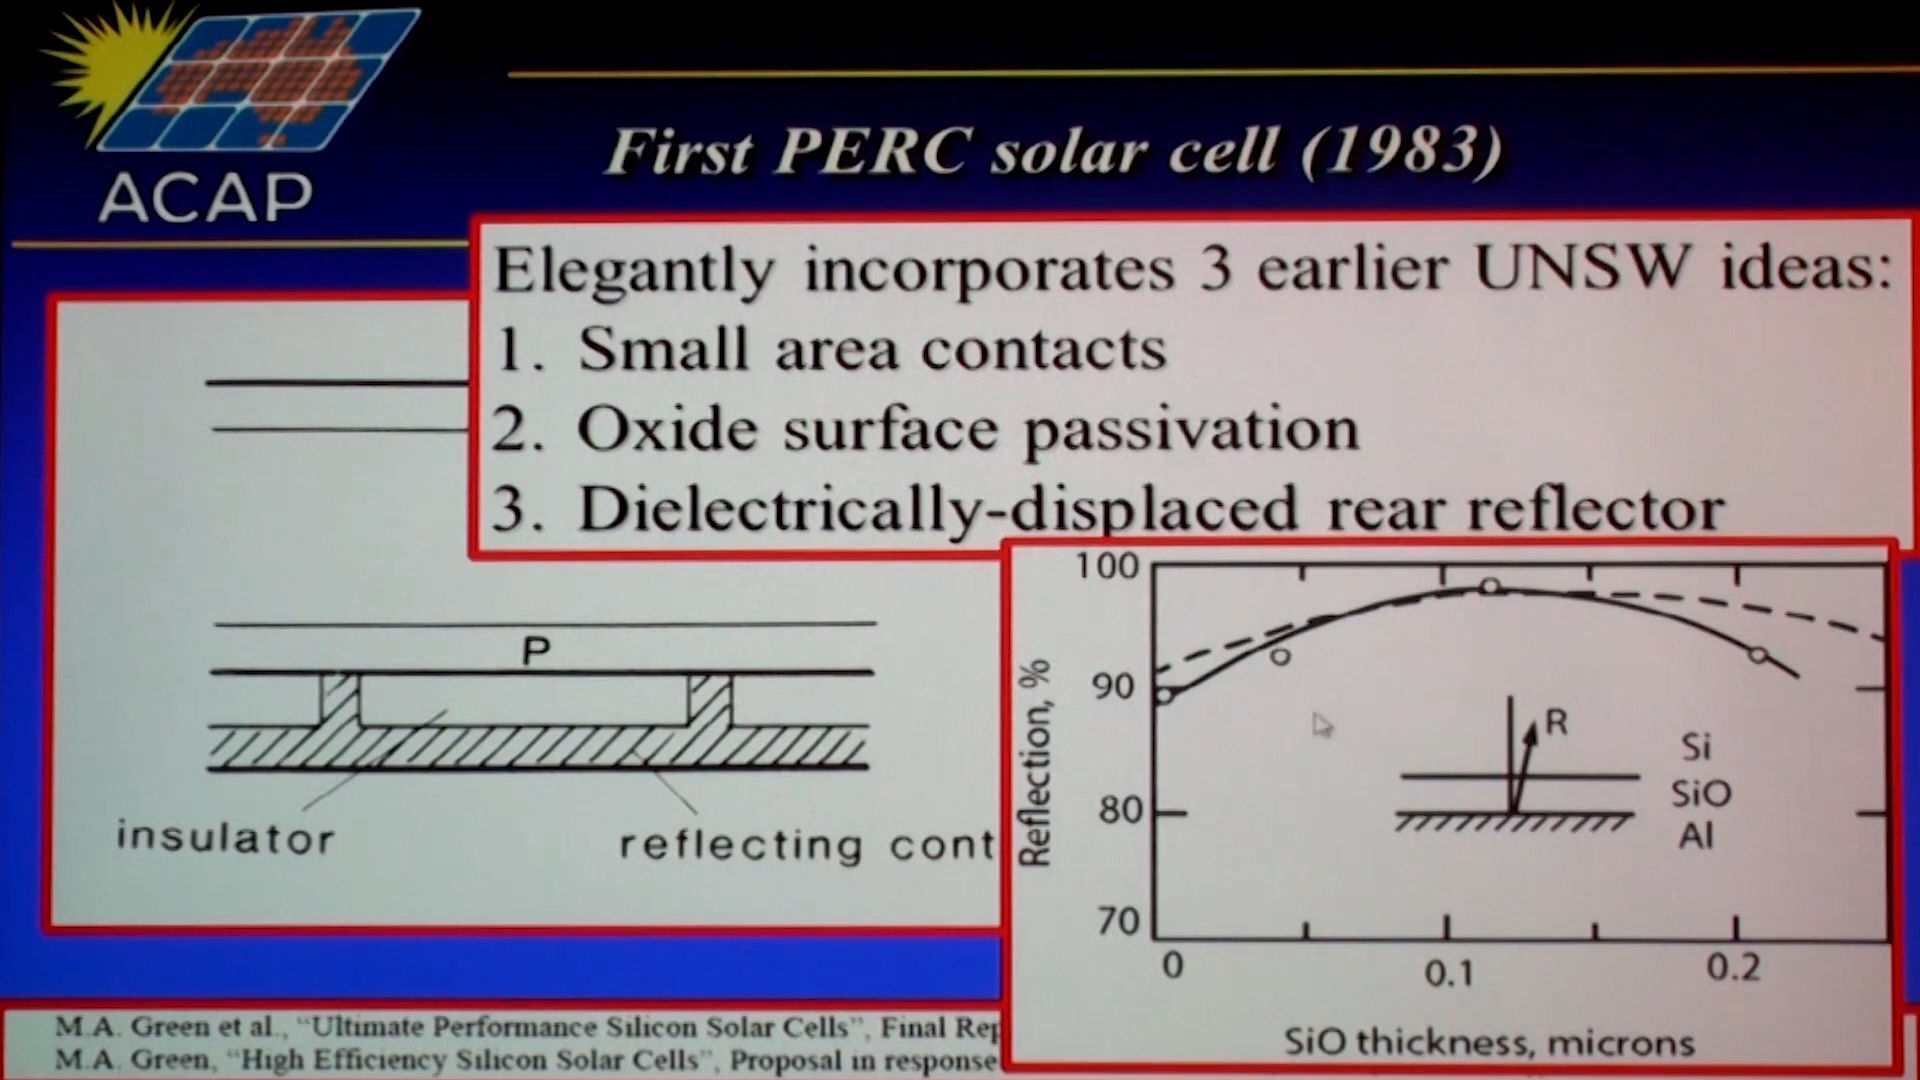 ACAP
First PERC solar cell (1983)
Elegantly incorporates 3 earlier UNSW ideas:
1. Small area contacts
2. Oxide surface passivation
3. Dielectrically-displaced rear reflector
P
insulator
reflecting cont
100
90
80
70
Reflection, %
R
Si
SiO
Al
0
0.1
0.2
SiO thickness, microns
M.A. Green et al., “Ultimate Performance Silicon Solar Cells”, Final Rep
M.A. Green, “High Efficiency Silicon Solar Cells”, Proposal in response